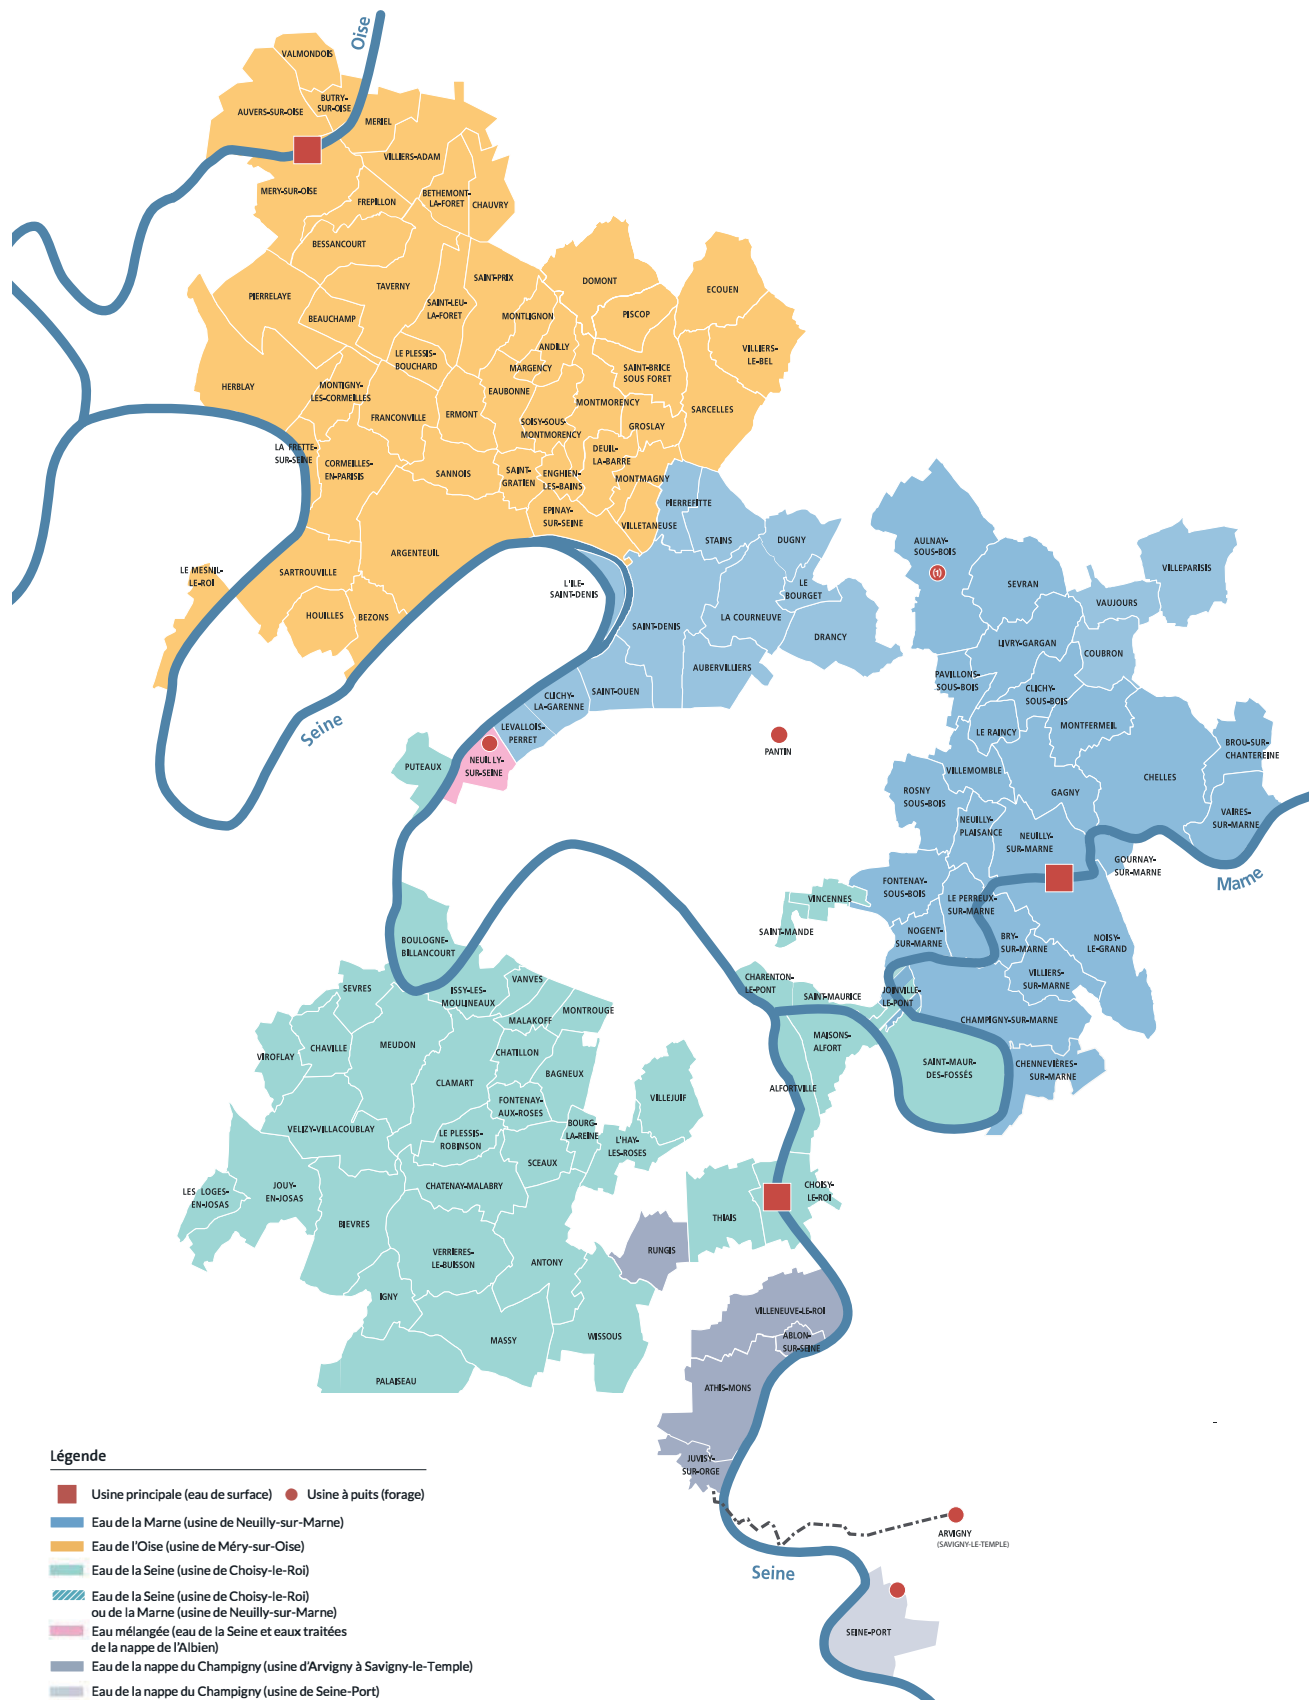 Oise
VALMONDOIS
BUTRY-
SUR-OISE
AUVERS-SUR-OISE
MERIEL
VILLIERS-ADAM
MERY-SUR-OISE
FREPILLON
BETHEMONT-
LA-FORET
CHAUVRY
BESSANCOURT
PIERRELAYE
TAVERNY
BEAUCHAMP
SAINT-LEU-
LA-FORET
SAINT-PRIX
DOMONT
ECOUEN
PISCOP
MONTLIGNON
ANDILLY
VILLIERS-
LE-BEL
LE PLESSIS-
BOUCHARD
MARGENCY
SAINT-BRICE
SOUS FORET
HERBLAY
MONTIGNY-
LES-CORMEILLES
EAUBONNE
MONTMORENCY
SARCELLES
FRANCONVILLE
ERMONT
SOISY-SOUS-
MONTMORENCY
GROSLAY
LA FRETTE-
SUR-SEINE
CORMEILLES-
EN-PARISIS
SANNOIS
SAINT-
GRATIEN
ENGHIEN-
LES-BAINS
DEUIL-
LA-BARRE
MONTMAGNY
EPINAY-
SUR-SEINE
VILLETANEUSE
PIERREFITTE
STAINS
DUGNY
ARGENTEUIL
LE MESNIL-
LE-ROI
SARTROUVILLE
HOUILLES
BEZONS
L'ILE-
SAINT-DENIS
SAINT-DENIS
LA COURNEUVE
LE
BOURGET
DRANCY
AUBERVILLIERS
SAINT-OUEN
CLICHY-
LA-GARENNE
LEVALLOIS-
PERRET
NEUILLY-
SUR-SEINE
PUTEAUX
Seine
PANTIN
AULNAY-
SOUS-BOIS
(1)
SEVRAN
VILLEPARISIS
VAUJOURS
LIVRY-GARGAN
COUBRON
PAVILLONS-
SOUS-BOIS
CLICHY-
SOUS-BOIS
MONTFERMEIL
LE RAINCY
BROU-SUR-
CHANTEREINE
VILLEMOMBLE
CHELLES
ROSNY
SOUS-BOIS
GAGNY
NEUILLY-
PLAISANCE
NEUILLY-
SUR-MARNE
VAIRES-
SUR-MARNE
GOURNAY-
SUR-MARNE
Marne
FONTENAY-
SOUS-BOIS
LE PERREUX-
SUR-MARNE
VINCENNES
SAINT-MANDE
NOGENT-
SUR-MARNE
BRY-
SUR-MARNE
NOISY-
LE-GRAND
VILLIERS-
SUR-MARNE
CHARENTON-
LE-PONT
SAINT-MAURICE
JOINVILLE-
LE-PONT
CHAMPIGNY-SUR-MARNE
MAISONS-
ALFORT
SAINT-MAUR-
DES-FOSSÉS
CHENNEVIÈRES-
SUR-MARNE
ALFORTVILLE
BOULOGNE-
BILLANCOURT
SEVRES
ISSY-LES-
MOULINEAUX
VANVES
MALAKOFF
MONTROUGE
VIROFLAY
CHAVILLE
MEUDON
CHATILLON
BAGNEUX
CLAMART
FONTENAY-
AUX-ROSES
VILLEJUIF
VELIZY-VILLACOUBLAY
LE PLESSIS-
ROBINSON
BOURG-
LA-REINE
L'HAY-
LES-ROSES
SCEAUX
LES LOGES-
EN-JOSAS
JOUY-
EN-JOSAS
CHATENAY-MALABRY
CHOISY-
LE-ROI
THIAIS
BIEVRES
VERRIERES-
LE-BUISSON
ANTONY
RUNGIS
IGNY
MASSY
WISSOUS
PALAISEAU
VILLENEUVE-LE-ROI
ABLON-
SUR-SEINE
ATHIS-MONS
JUVISY-
SUR-ORGE
ARVIGNY
(SAVIGNY-LE-TEMPLE)
Seine
SEINE-PORT
Légende
Usine principale (eau de surface) Usine à puits (forage)
Eau de la Marne (usine de Neuilly-sur-Marne)
Eau de l'Oise (usine de Méry-sur-Oise)
Eau de la Seine (usine de Choisy-le-Roi)
Eau de la Seine (usine de Choisy-le-Roi)
ou de la Marne (usine de Neuilly-sur-Marne)
Eau mélangée (eau de la Seine et eaux traitées
de la nappe de l'Albien)
Eau de la nappe du Champigny (usine d'Arvigny à Savigny-le-Temple)
Eau de la nappe du Champigny (usine de Seine-Port)